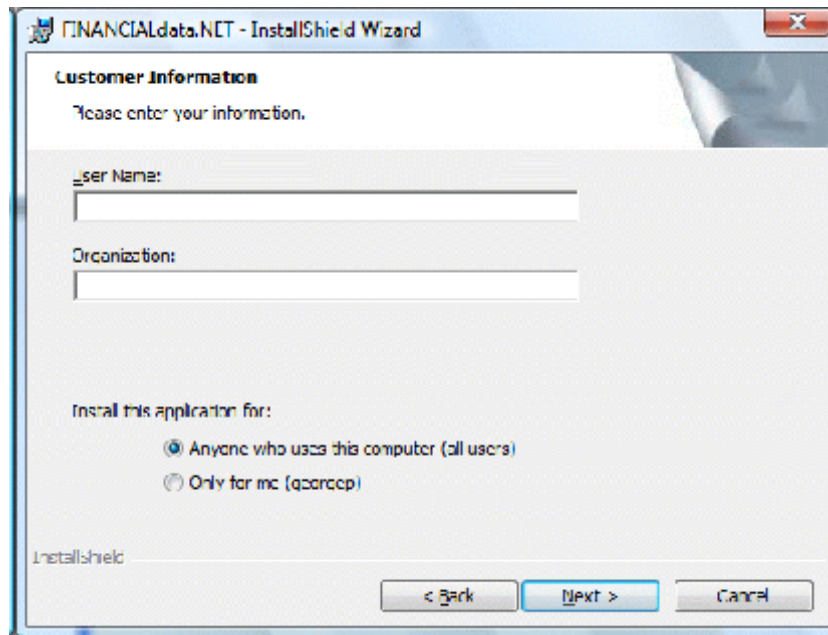 FINANCIALdata.NET - InstallShield Wizard
Customer Information
Please enter your information.
User Name:
Organization:
Install this application for:
Anyone who uses this computer (all users)
Only for me (georgep)
InstallShield
< Back
Next >
Cancel